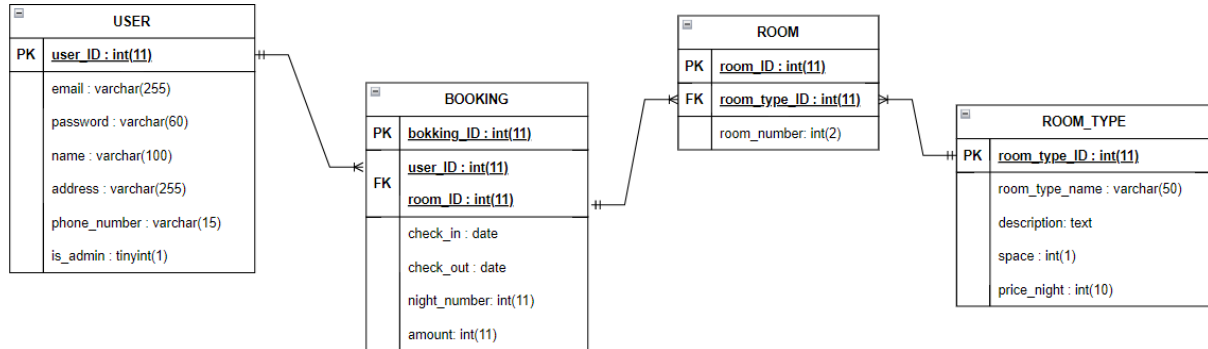 USER
PK user_ID : int(11)
email : varchar(255)
password : varchar(60)
name : varchar(100)
address : varchar(255)
phone_number : varchar(15)
is_admin : tinyint(1)
BOOKING
PK bokking_ID : int(11)
FK user_ID : int(11)
room_ID : int(11)
check_in : date
check_out : date
night_number: int(11)
amount: int(11)
ROOM
PK room_ID : int(11)
FK room_type_ID : int(11)
room_number: int(2)
ROOM_TYPE
PK room_type_ID : int(11)
room_type_name : varchar(50)
description: text
space : int(1)
price_night : int(10)